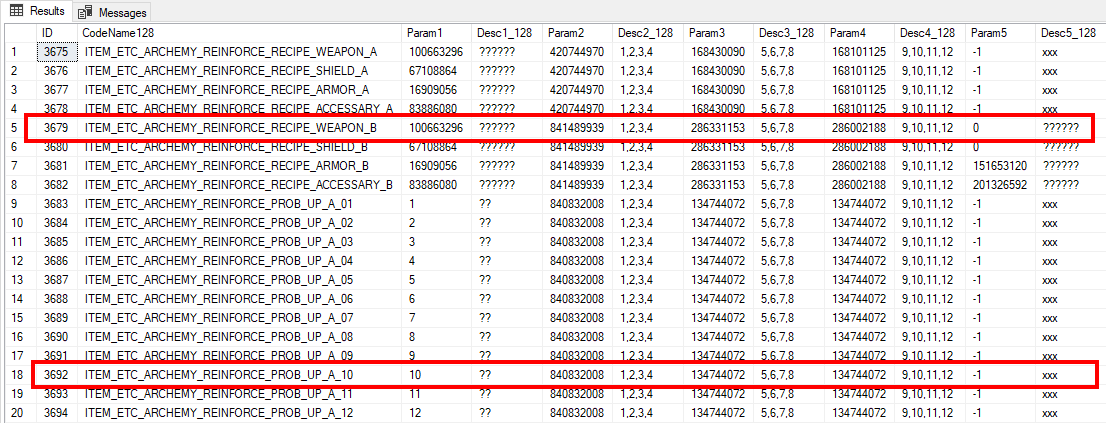 Results Messages
ID CodeName128 Param1 Desc1_128 Param2 Desc2_128 Param3 Desc3_128 Param4 Desc4_128 Param5 Desc5_128
1 3675 ITEM_ETC_ARCHEMY_REINFORCE_RECIPE_WEAPON_A 100663296 ?????? 420744970 1,2,3,4 168430090 5,6,7,8 168101125 9,10,11,12 -1 xxx
2 3676 ITEM_ETC_ARCHEMY_REINFORCE_RECIPE_SHIELD_A 67108864 ?????? 420744970 1,2,3,4 168430090 5,6,7,8 168101125 9,10,11,12 -1 xxx
3 3677 ITEM_ETC_ARCHEMY_REINFORCE_RECIPE_ARMOR_A 16909056 ?????? 420744970 1,2,3,4 168430090 5,6,7,8 168101125 9,10,11,12 -1 xxx
4 3678 ITEM_ETC_ARCHEMY_REINFORCE_RECIPE_ACCESSARY_A 83886080 ?????? 420744970 1,2,3,4 168430090 5,6,7,8 168101125 9,10,11,12 -1 xxx
5 3679 ITEM_ETC_ARCHEMY_REINFORCE_RECIPE_WEAPON_B 100663296 ?????? 841489939 1,2,3,4 286331153 5,6,7,8 286002188 9,10,11,12 0 ??????
6 3680 ITEM_ETC_ARCHEMY_REINFORCE_RECIPE_SHIELD_B 67108864 ?????? 841489939 1,2,3,4 286331153 5,6,7,8 286002188 9,10,11,12 0 ??????
7 3681 ITEM_ETC_ARCHEMY_REINFORCE_RECIPE_ARMOR_B 16909056 ?????? 841489939 1,2,3,4 286331153 5,6,7,8 286002188 9,10,11,12 151653120 ??????
8 3682 ITEM_ETC_ARCHEMY_REINFORCE_RECIPE_ACCESSARY_B 83886080 ?????? 841489939 1,2,3,4 286331153 5,6,7,8 286002188 9,10,11,12 201326592 ??????
9 3683 ITEM_ETC_ARCHEMY_REINFORCE_PROB_UP_A_01 1 ?? 840832008 1,2,3,4 134744072 5,6,7,8 134744072 9,10,11,12 -1 xxx
10 3684 ITEM_ETC_ARCHEMY_REINFORCE_PROB_UP_A_02 2 ?? 840832008 1,2,3,4 134744072 5,6,7,8 134744072 9,10,11,12 -1 xxx
11 3685 ITEM_ETC_ARCHEMY_REINFORCE_PROB_UP_A_03 3 ?? 840832008 1,2,3,4 134744072 5,6,7,8 134744072 9,10,11,12 -1 xxx
12 3686 ITEM_ETC_ARCHEMY_REINFORCE_PROB_UP_A_04 4 ?? 840832008 1,2,3,4 134744072 5,6,7,8 134744072 9,10,11,12 -1 xxx
13 3687 ITEM_ETC_ARCHEMY_REINFORCE_PROB_UP_A_05 5 ?? 840832008 1,2,3,4 134744072 5,6,7,8 134744072 9,10,11,12 -1 xxx
14 3688 ITEM_ETC_ARCHEMY_REINFORCE_PROB_UP_A_06 6 ?? 840832008 1,2,3,4 134744072 5,6,7,8 134744072 9,10,11,12 -1 xxx
15 3689 ITEM_ETC_ARCHEMY_REINFORCE_PROB_UP_A_07 7 ?? 840832008 1,2,3,4 134744072 5,6,7,8 134744072 9,10,11,12 -1 xxx
16 3690 ITEM_ETC_ARCHEMY_REINFORCE_PROB_UP_A_08 8 ?? 840832008 1,2,3,4 134744072 5,6,7,8 134744072 9,10,11,12 -1 xxx
17 3691 ITEM_ETC_ARCHEMY_REINFORCE_PROB_UP_A_09 9 ?? 840832008 1,2,3,4 134744072 5,6,7,8 134744072 9,10,11,12 -1 xxx
18 3692 ITEM_ETC_ARCHEMY_REINFORCE_PROB_UP_A_10 10 ?? 840832008 1,2,3,4 134744072 5,6,7,8 134744072 9,10,11,12 -1 xxx
19 3693 ITEM_ETC_ARCHEMY_REINFORCE_PROB_UP_A_11 11 ?? 840832008 1,2,3,4 134744072 5,6,7,8 134744072 9,10,11,12 -1 xxx
20 3694 ITEM_ETC_ARCHEMY_REINFORCE_PROB_UP_A_12 12 ?? 840832008 1,2,3,4 134744072 5,6,7,8 134744072 9,10,11,12 -1 xxx